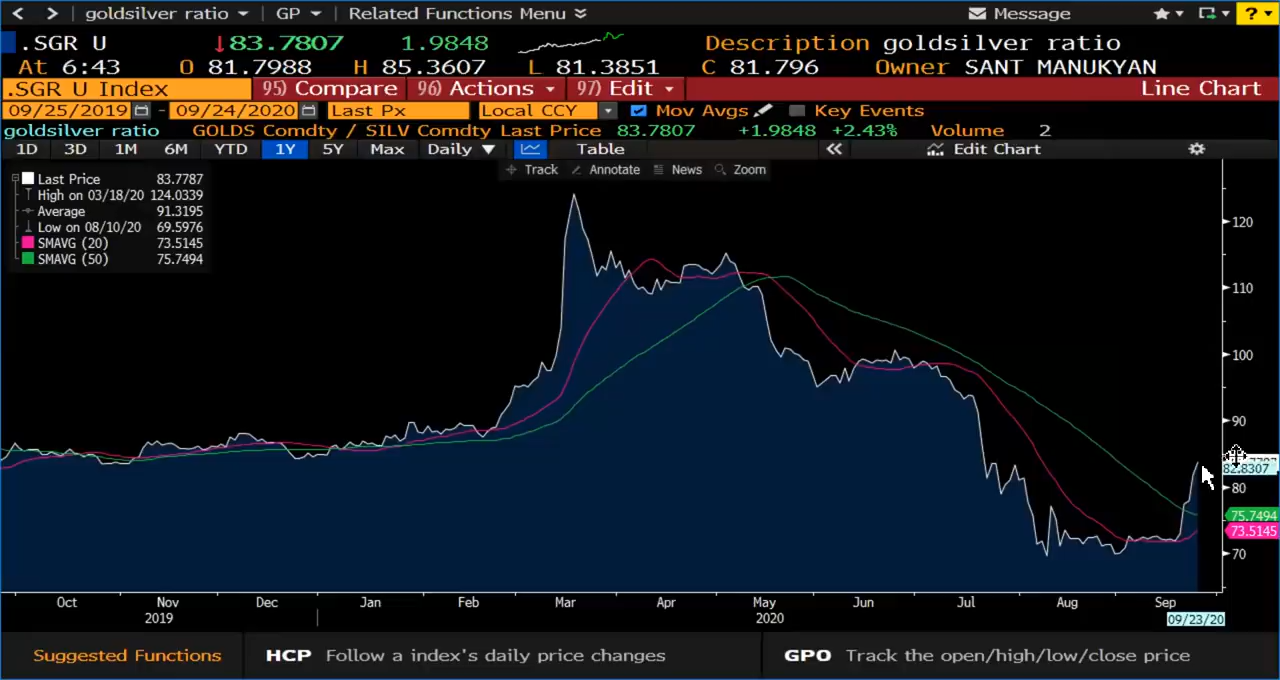 < > goldsilver ratio GP Related Functions Menu Message ?
.SGR U ↓83.7807 1.9848 Description goldsilver ratio
At 6:43 O 81.7988 H 85.3607 L 81.3851 C 81.796 Owner SANT MANUKYAN
.SGR U Index 95) Compare 96) Actions 97) Edit Line Chart
09/25/2019 - 09/24/2020 Last Px Local CCY Mov Avgs Key Events
goldsilver ratio GOLDS Comdty / SILV Comdty Last Price 83.7807 +1.9848 +2.43% Volume 2
1D 3D 1M 6M YTD 1Y 5Y Max Daily ▼ Table « Edit Chart
Track Annotate News Zoom
Last Price 83.7787
High on 03/18/20 124.0339
Average 91.3195
Low on 08/10/20 69.5976
SMAVG (20) 73.5145
SMAVG (50) 75.7494
120
110
100
90
82.8307
80
75.7494
73.5145
70
Oct Nov Dec Jan Feb Mar Apr May Jun Jul Aug Sep
2019 2020 09/23/20
Suggested Functions HCP Follow a index's daily price changes GPO Track the open/high/low/close price